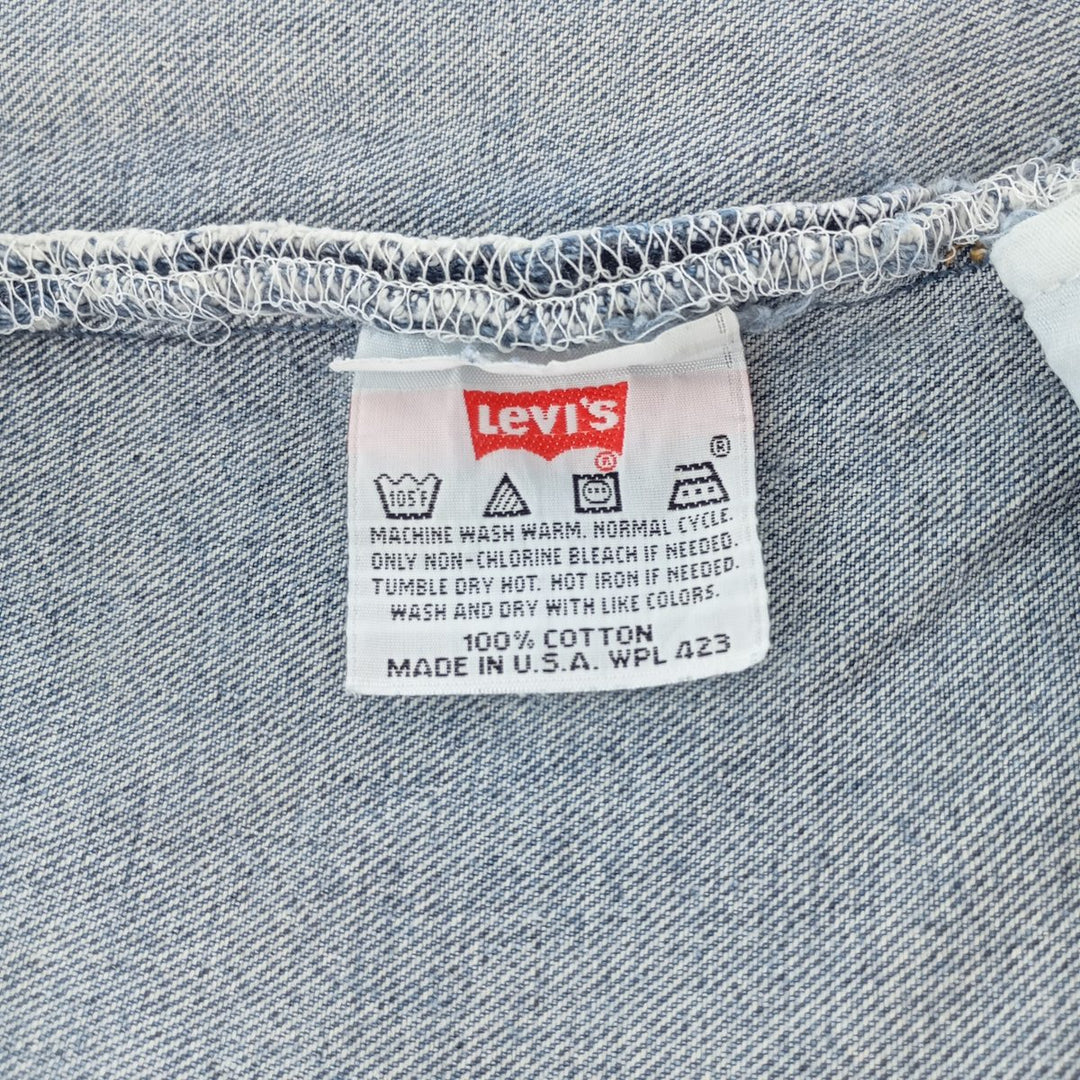 Levi's
®
®
105F
MACHINE WASH WARM. NORMAL CYCLE.
ONLY NON-CHLORINE BLEACH IF NEEDED.
TUMBLE DRY HOT. HOT IRON IF NEEDED.
WASH AND DRY WITH LIKE COLORS.
100% COTTON
MADE IN U.S.A. WPL 423